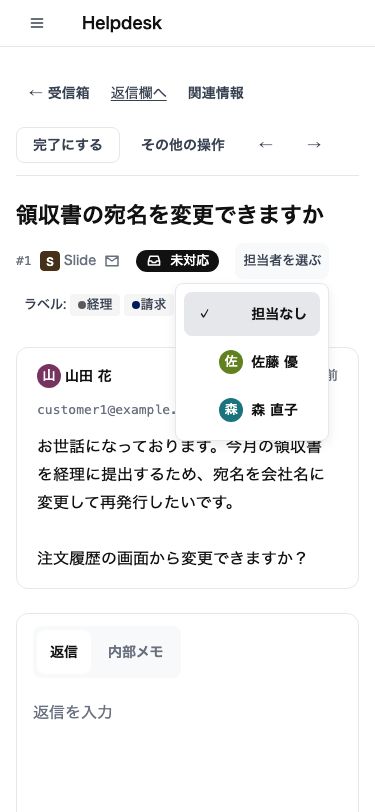 Helpdesk
← 受信箱 返信欄へ 関連情報
完了にする その他の操作 ← →
領収書の宛名を変更できますか
#1 S Slide 未対応 担当者を選ぶ
ラベル: 経理 請求
✓ 担当なし
佐 佐藤 優
森 森 直子
山 山田 花 前
customer1@example.
お世話になっております。今月の領収書
を経理に提出するため、宛名を会社名に
変更して再発行したいです。
注文履歴の画面から変更できますか？
返信 内部メモ
返信を入力